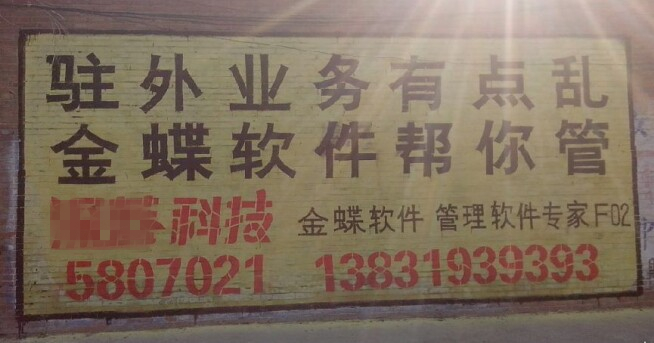 驻外业务有点乱
金蝶软件帮你管
科技 金蝶软件 管理软件专家F02
5807021 13831939393